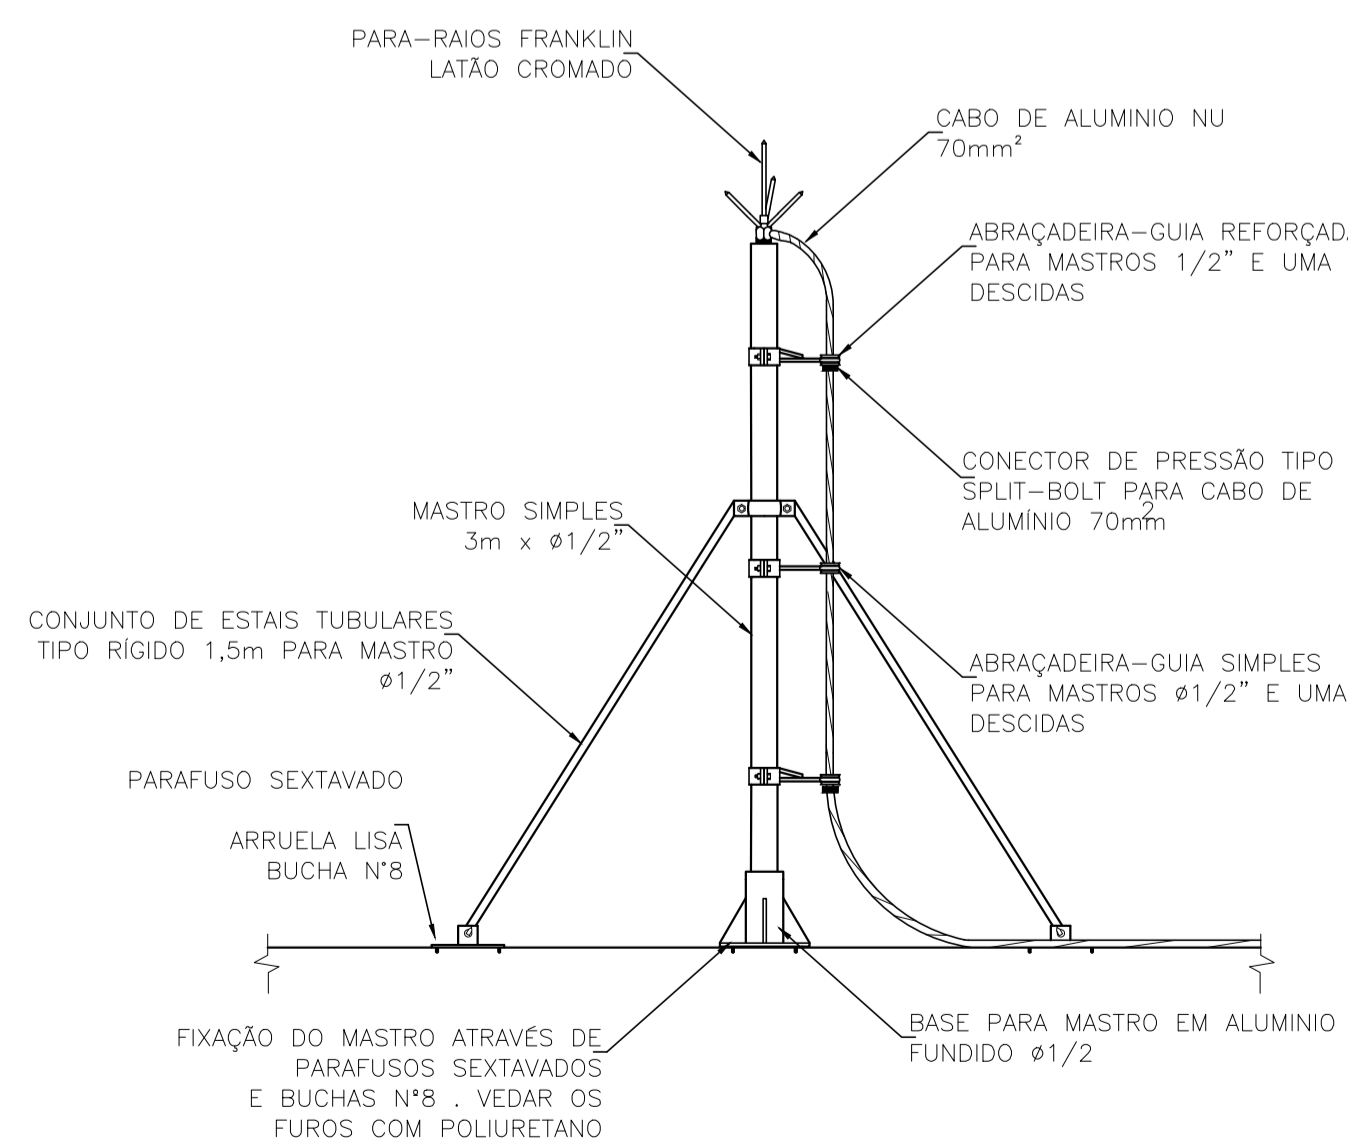 PARA-RAIOS FRANKLIN
LATÃO CROMADO
CABO DE ALUMINIO NU
70mm²
ABRAÇADEIRA-GUIA REFORÇADA
PARA MASTROS 1/2" E UMA
DESCIDAS
CONECTOR DE PRESSÃO TIPO
SPLIT-BOLT PARA CABO DE
ALUMÍNIO 70mm²
MASTRO SIMPLES
3m x ø1/2"
CONJUNTO DE ESTAIS TUBULARES
TIPO RÍGIDO 1,5m PARA MASTRO
ø1/2"
ABRAÇADEIRA-GUIA SIMPLES
PARA MASTROS ø1/2" E UMA
DESCIDAS
PARAFUSO SEXTAVADO
ARRUELA LISA
BUCHA N°8
FIXAÇÃO DO MASTRO ATRAVÉS DE
PARAFUSOS SEXTAVADOS
E BUCHAS Nº8 . VEDAR OS
FUROS COM POLIURETANO
BASE PARA MASTRO EM ALUMINIO
FUNDIDO ø1/2